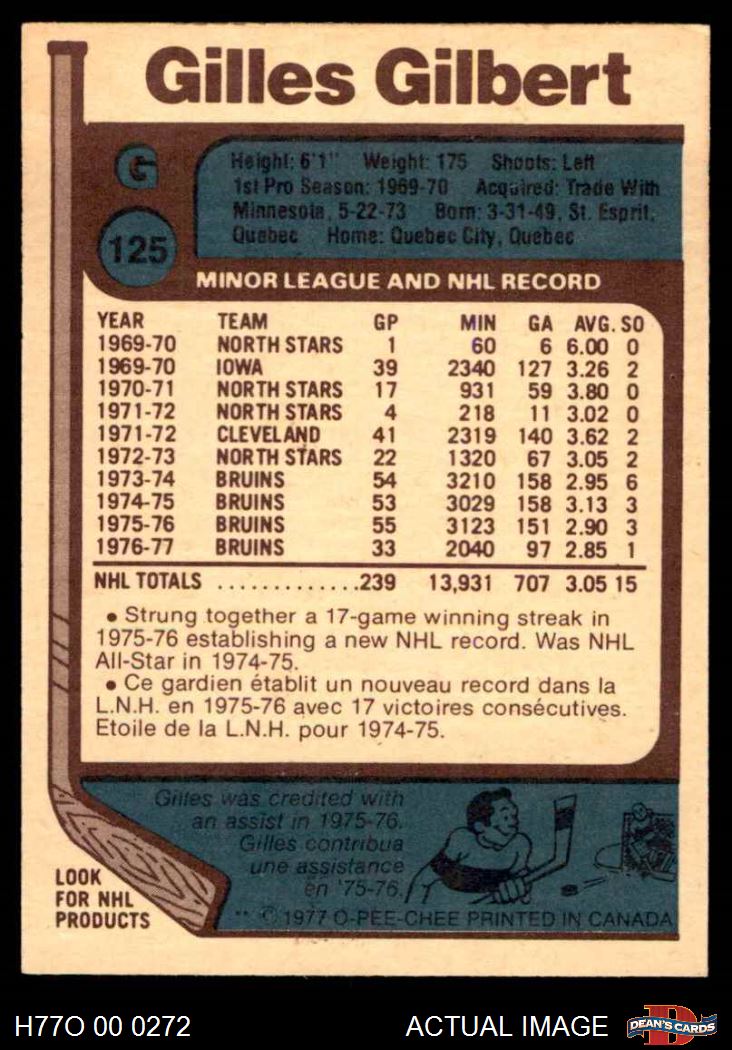 Gilles Gilbert
G
125
Height: 6'1" Weight: 175 Shoots: Left
1st Pro Season: 1969-70 Acquired: Trade With
Minnesota, 5-22-73 Born: 3-31-49, St. Esprit,
Quebec Home: Quebec City, Quebec
MINOR LEAGUE AND NHL RECORD
YEAR TEAM GP MIN GA AVG. SO
1969-70 NORTH STARS 1 60 6 6.00 0
1969-70 IOWA 39 2340 127 3.26 2
1970-71 NORTH STARS 17 931 59 3.80 0
1971-72 NORTH STARS 4 218 11 3.02 0
1971-72 CLEVELAND 41 2319 140 3.62 2
1972-73 NORTH STARS 22 1320 67 3.05 2
1973-74 BRUINS 54 3210 158 2.95 6
1974-75 BRUINS 53 3029 158 3.13 3
1975-76 BRUINS 55 3123 151 2.90 3
1976-77 BRUINS 33 2040 97 2.85 1
NHL TOTALS .............239 13,931 707 3.05 15
• Strung together a 17-game winning streak in
1975-76 establishing a new NHL record. Was NHL
All-Star in 1974-75.
• Ce gardien établit un nouveau record dans la
L.N.H. en 1975-76 avec 17 victoires consécutives.
Etoile de la L.N.H. pour 1974-75.
Gilles was credited with
an assist in 1975-76.
Gilles contribua
une assistance
en '75-76.
LOOK
FOR NHL
PRODUCTS
** © 1977 O-PEE-CHEE PRINTED IN CANADA
H77O 00 0272
ACTUAL IMAGE
D
DEAN'S CARDS